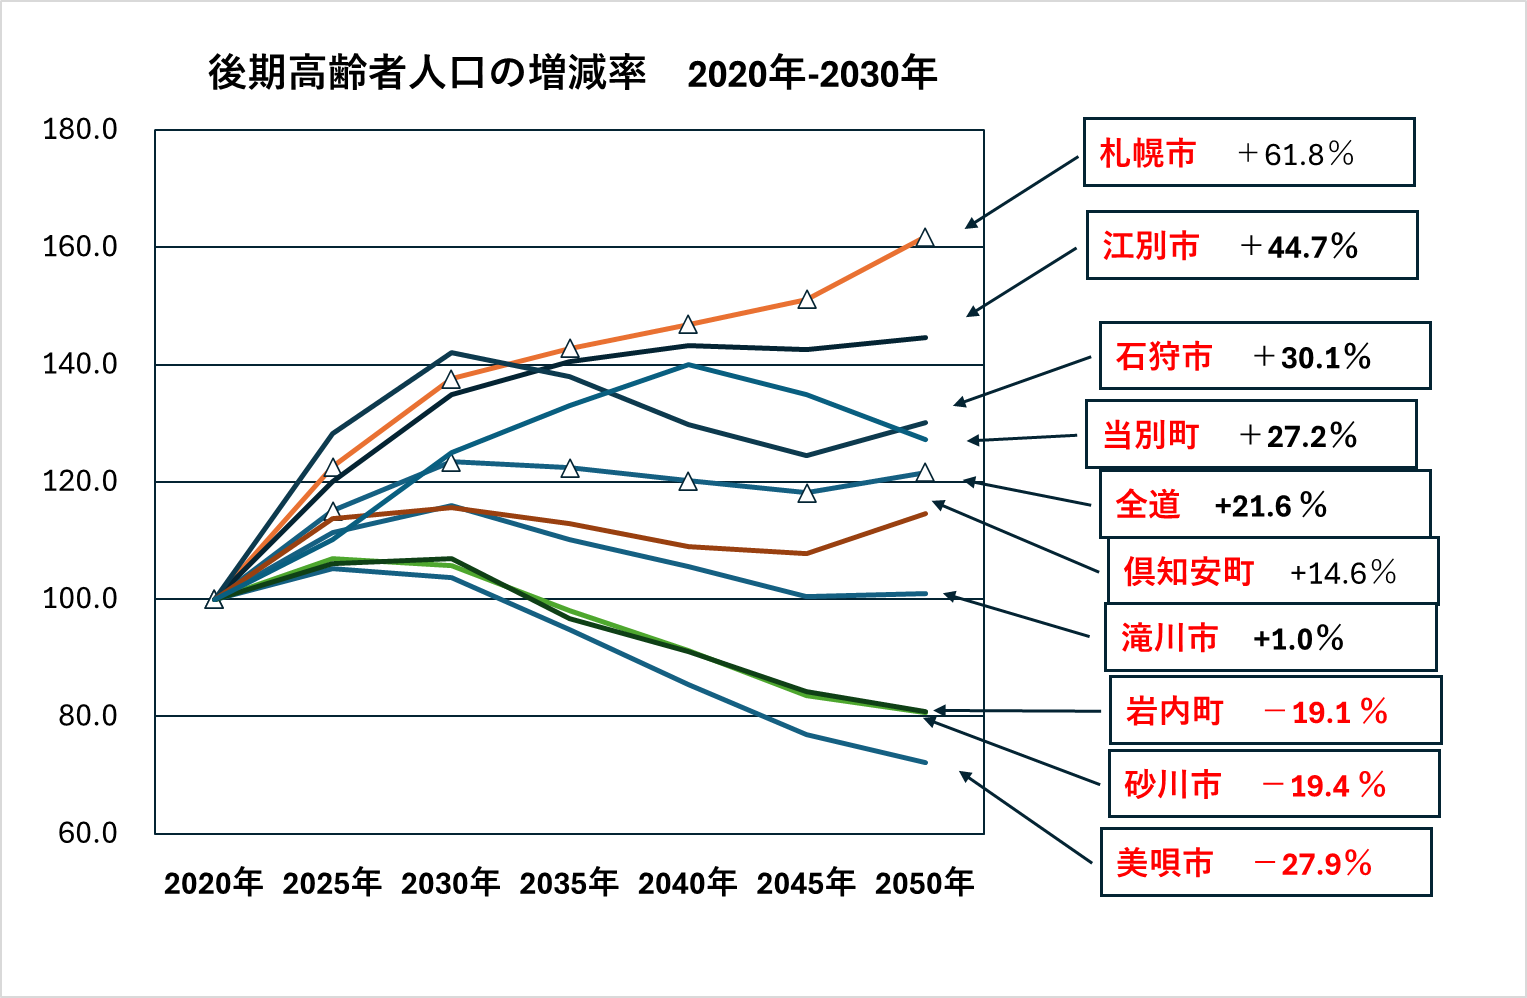 後期高齢者人口の増減率　2020年-2030年
180.0
160.0
140.0
120.0
100.0
80.0
60.0
2020年 2025年 2030年 2035年 2040年 2045年 2050年
札幌市　＋61.8％
江別市　＋44.7％
石狩市　＋30.1％
当別町　＋27.2％
全道　+21.6 %
倶知安町　+14.6％
滝川市　+1.0％
岩内町　－19.1 %
砂川市　－19.4 %
美唄市　－27.9％